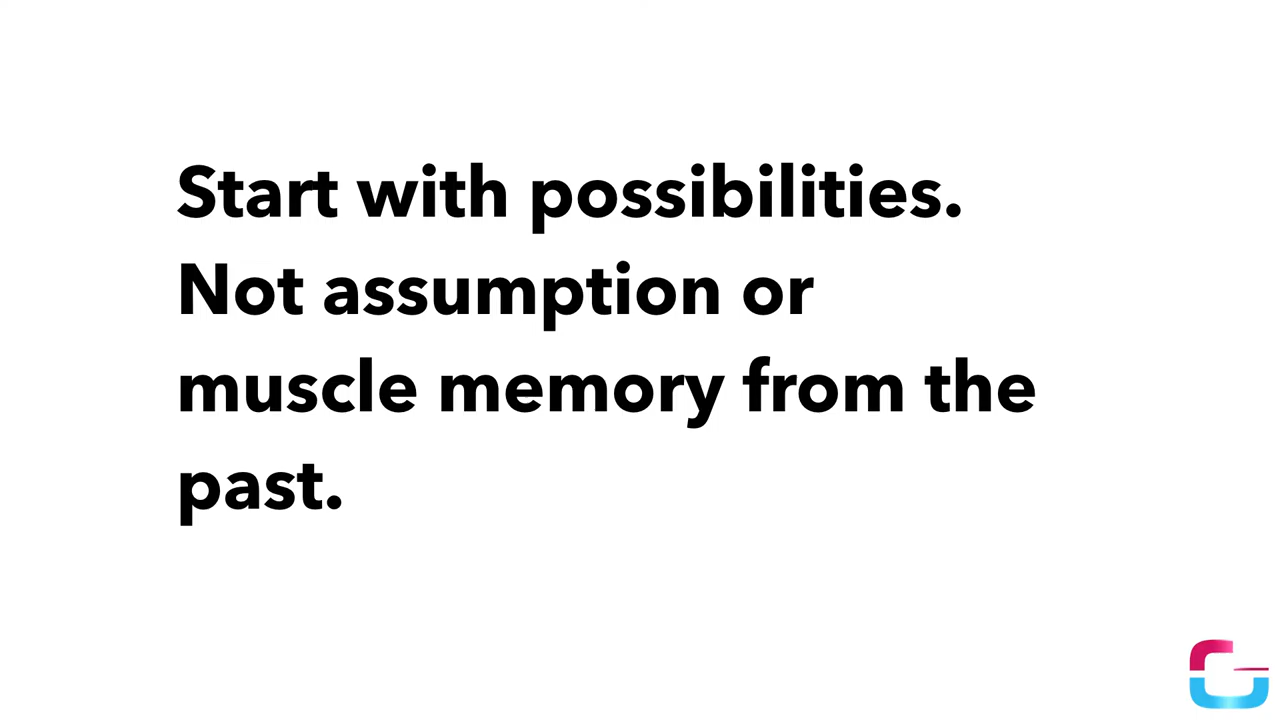 Start with possibilities.
Not assumption or
muscle memory from the
past.